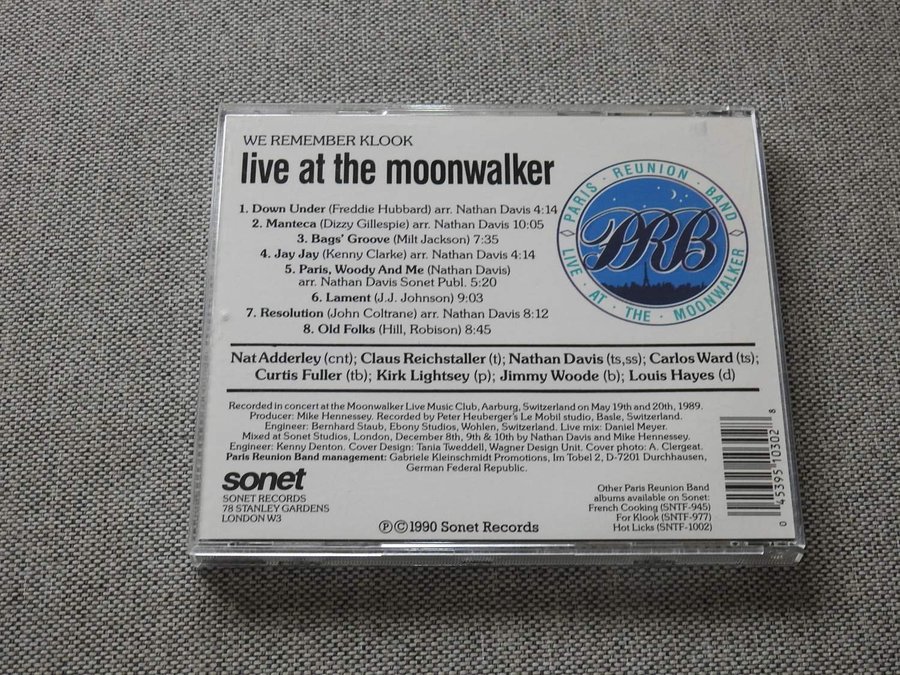 WE REMEMBER KLOOK
live at the moonwalker
1. Down Under (Freddie Hubbard) arr. Nathan Davis 4:14
2. Manteca (Dizzy Gillespie) arr. Nathan Davis 10:05
3. Bags' Groove (Milt Jackson) 7:35
4. Jay Jay (Kenny Clarke) arr. Nathan Davis 4:14
5. Paris, Woody And Me (Nathan Davis)
arr. Nathan Davis Sonet Publ. 5:20
6. Lament (J.J. Johnson) 9:03
7. Resolution (John Coltrane) arr. Nathan Davis 8:12
8. Old Folks (Hill, Robison) 8:45
PARIS · REUNION · BAND
PRB
LIVE · AT · THE · MOONWALKER
Nat Adderley (cnt); Claus Reichstaller (t); Nathan Davis (ts,ss); Carlos Ward (ts);
Curtis Fuller (tb); Kirk Lightsey (p); Jimmy Woode (b); Louis Hayes (d)
Recorded in concert at the Moonwalker Live Music Club, Aarburg, Switzerland on May 19th and 20th, 1989.
Producer: Mike Hennessey. Recorded by Peter Heuberger's Le Mobil studio, Basle, Switzerland.
Engineer: Bernhard Staub, Ebony Studios, Wohlen, Switzerland. Live mix: Daniel Meyer.
Mixed at Sonet Studios, London, December 8th, 9th & 10th by Nathan Davis and Mike Hennessey.
Engineer: Kenny Denton. Cover Design: Tania Tweddell, Wagner Design Unit. Cover photo: A. Clergeat.
Paris Reunion Band management: Gabriele Kleinschmidt Promotions, Im Tobel 2, D-7201 Durchhausen,
German Federal Republic.
sonet
SONET RECORDS
78 STANLEY GARDENS
LONDON W3
℗©1990 Sonet Records
Other Paris Reunion Band
albums available on Sonet:
French Cooking (SNTF-945)
For Klook (SNTF-977)
Hot Licks (SNTF-1002)
0 45395 10302 8